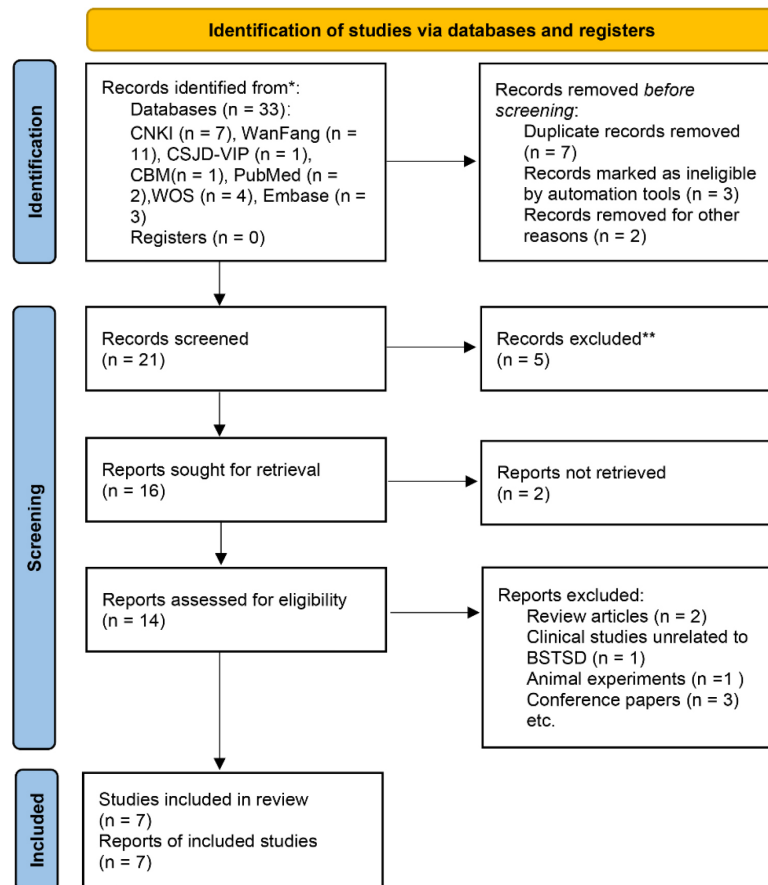 Identification of studies via databases and registers
Identification
Records identified from*:
Databases (n = 33):
CNKI (n = 7), WanFang (n =
11), CSJD-VIP (n = 1),
CBM(n = 1), PubMed (n =
2),WOS (n = 4), Embase (n =
3)
Registers (n = 0)
Records removed before
screening:
Duplicate records removed
(n = 7)
Records marked as ineligible
by automation tools (n = 3)
Records removed for other
reasons (n = 2)
Screening
Records screened
(n = 21)
Records excluded**
(n = 5)
Reports sought for retrieval
(n = 16)
Reports not retrieved
(n = 2)
Reports assessed for eligibility
(n = 14)
Reports excluded:
Review articles (n = 2)
Clinical studies unrelated to
BSTSD (n = 1)
Animal experiments (n =1 )
Conference papers (n = 3)
etc.
Included
Studies included in review
(n = 7)
Reports of included studies
(n = 7)